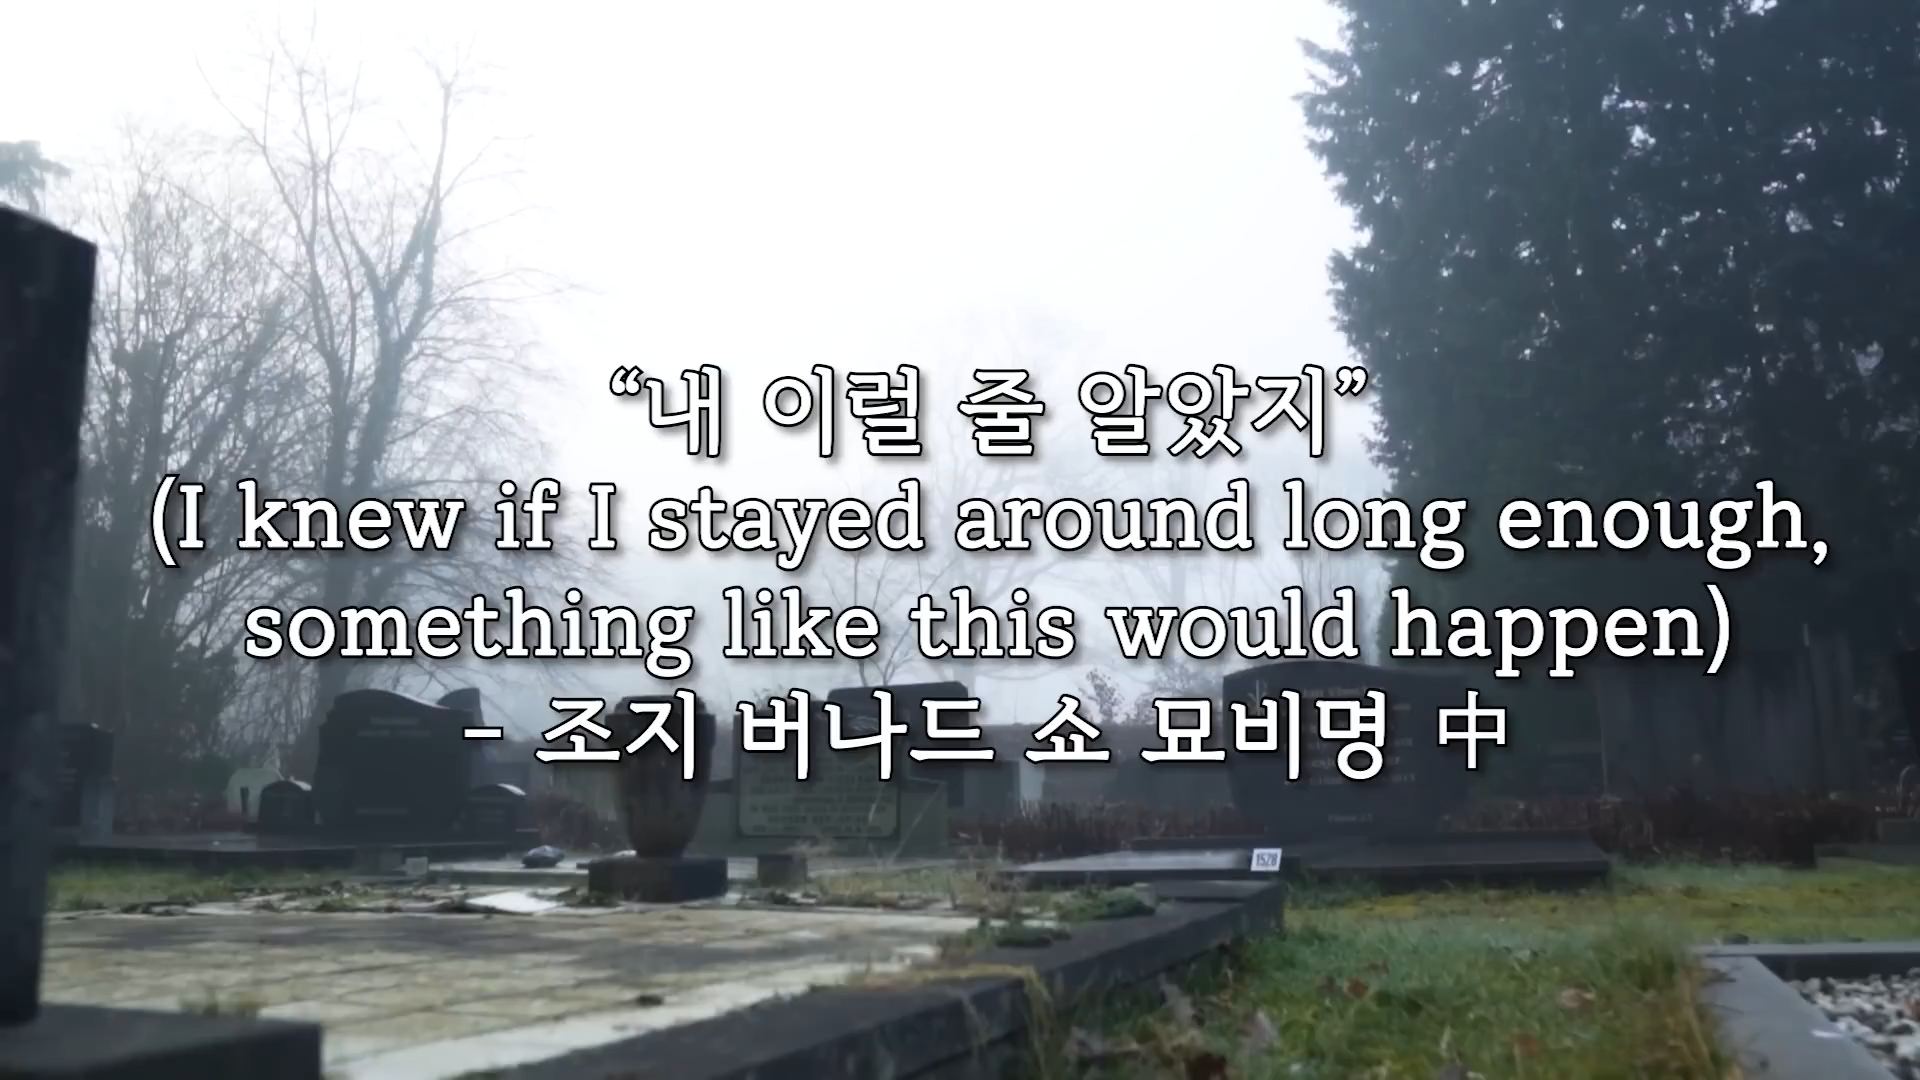 “내 이럴 줄 알았지”
(I knew if I stayed around long enough,
something like this would happen)
– 조지 버나드 쇼 묘비명 中
1528